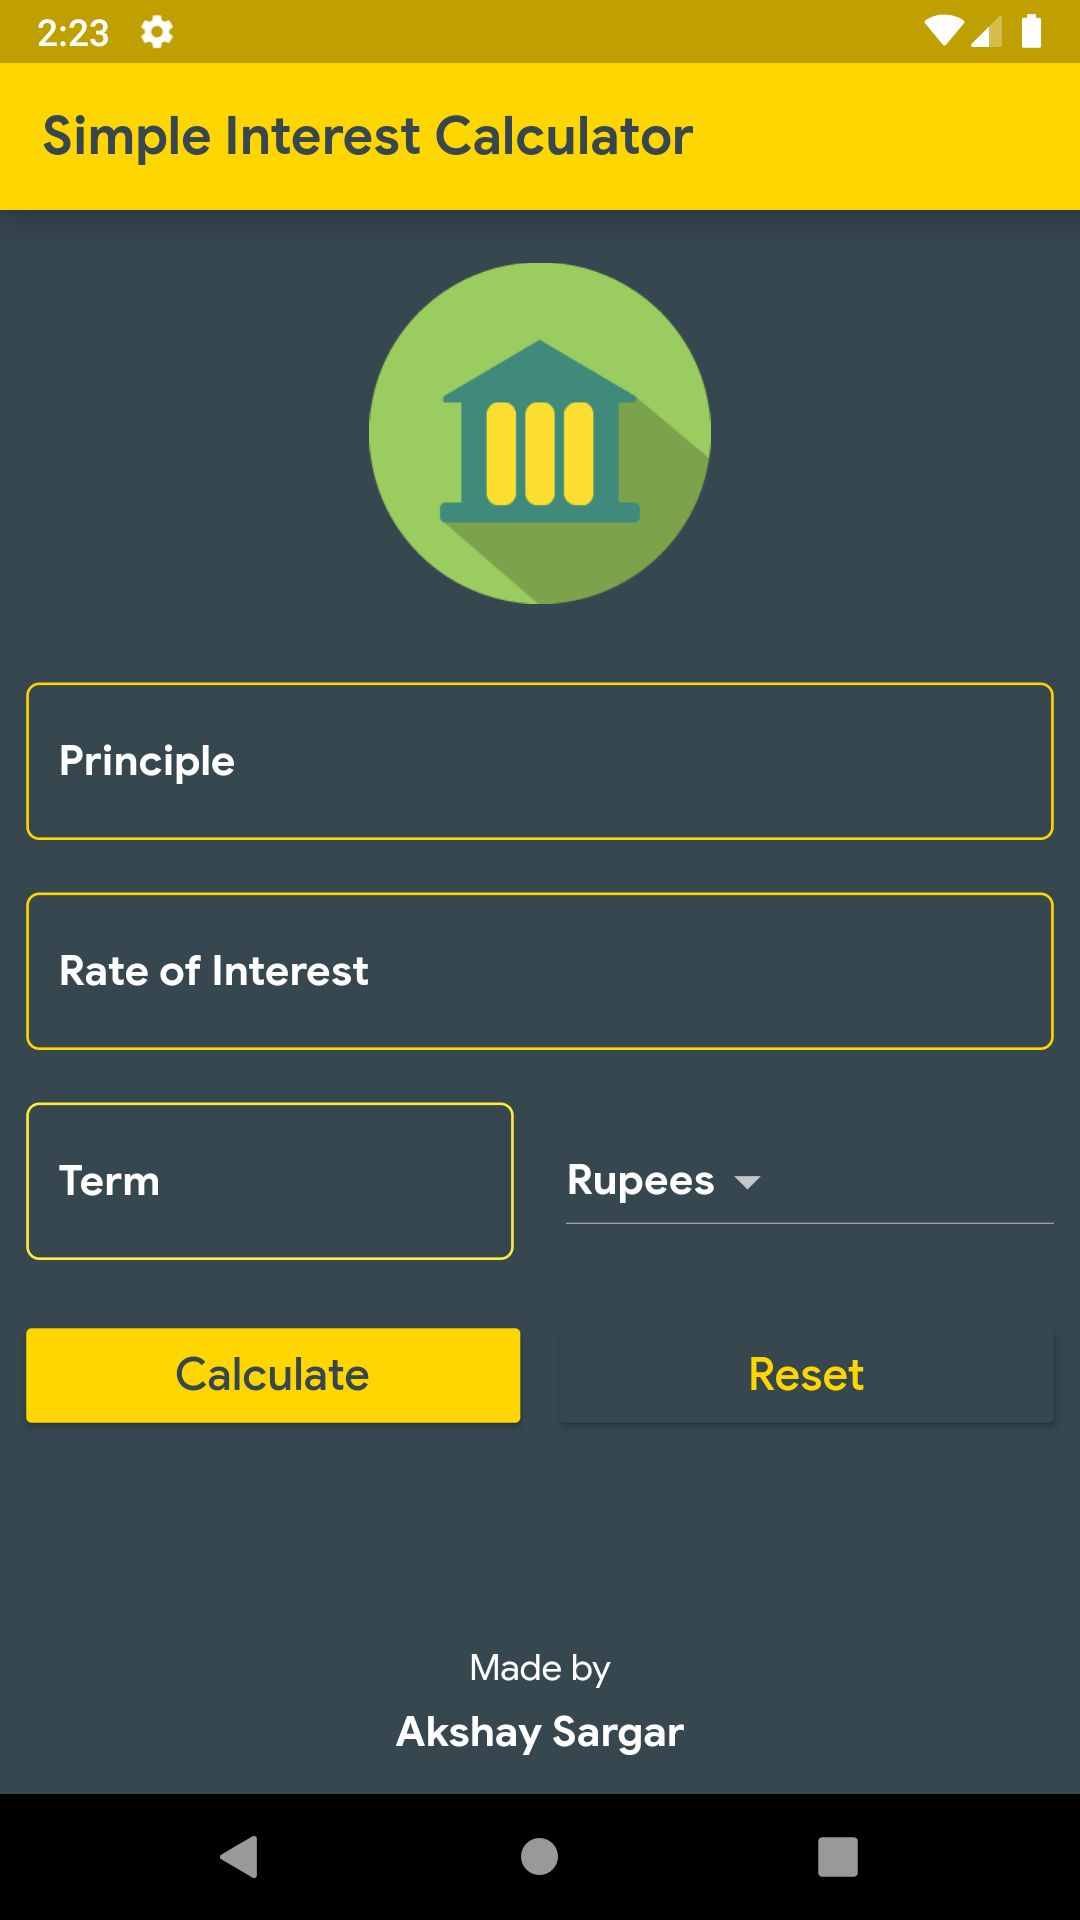 2:23
Simple Interest Calculator
Principle
Rate of Interest
Term
Rupees
Calculate
Reset
Made by
Akshay Sargar